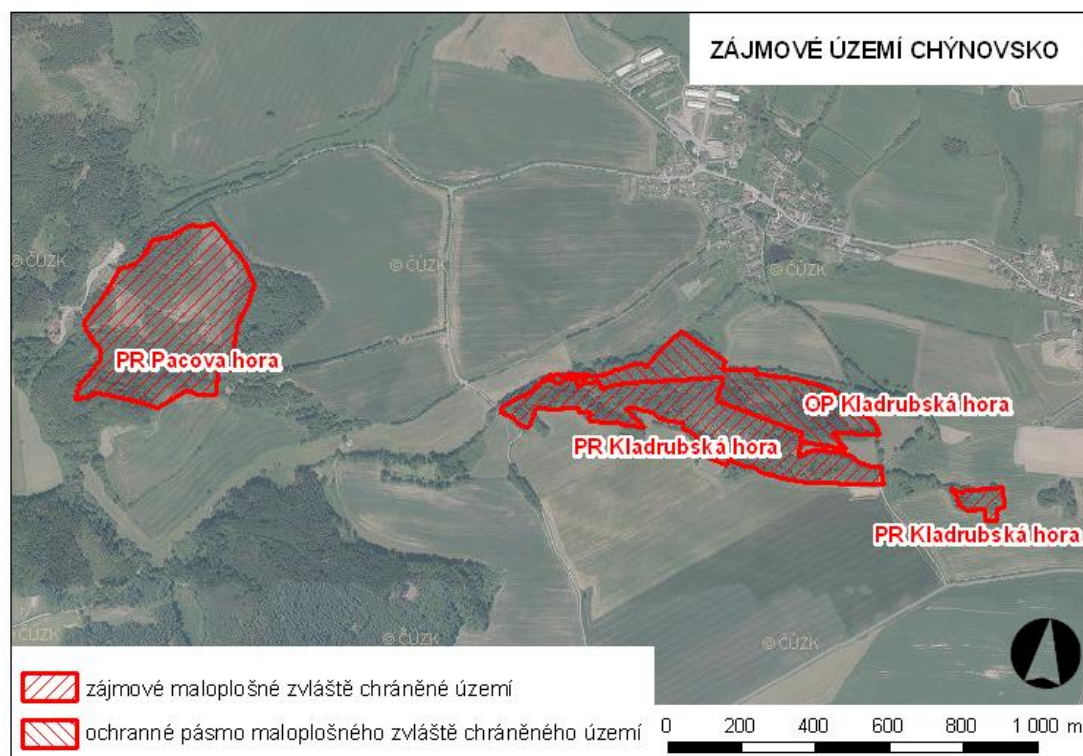 ZÁJMOVÉ ÚZEMÍ CHÝNOVSKO
© ČÚZK
© ČÚZK
© ČÚZK
PR Pacova hora
OP Kladrubská hora
PR Kladrubská hora
PR Kladrubská hora
© ČÚZK
© ČÚZK
© ČÚZK
zájmové maloplošné zvláště chráněné území
ochranné pásmo maloplošného zvláště chráněného území
0 200 400 600 800 1 000 m